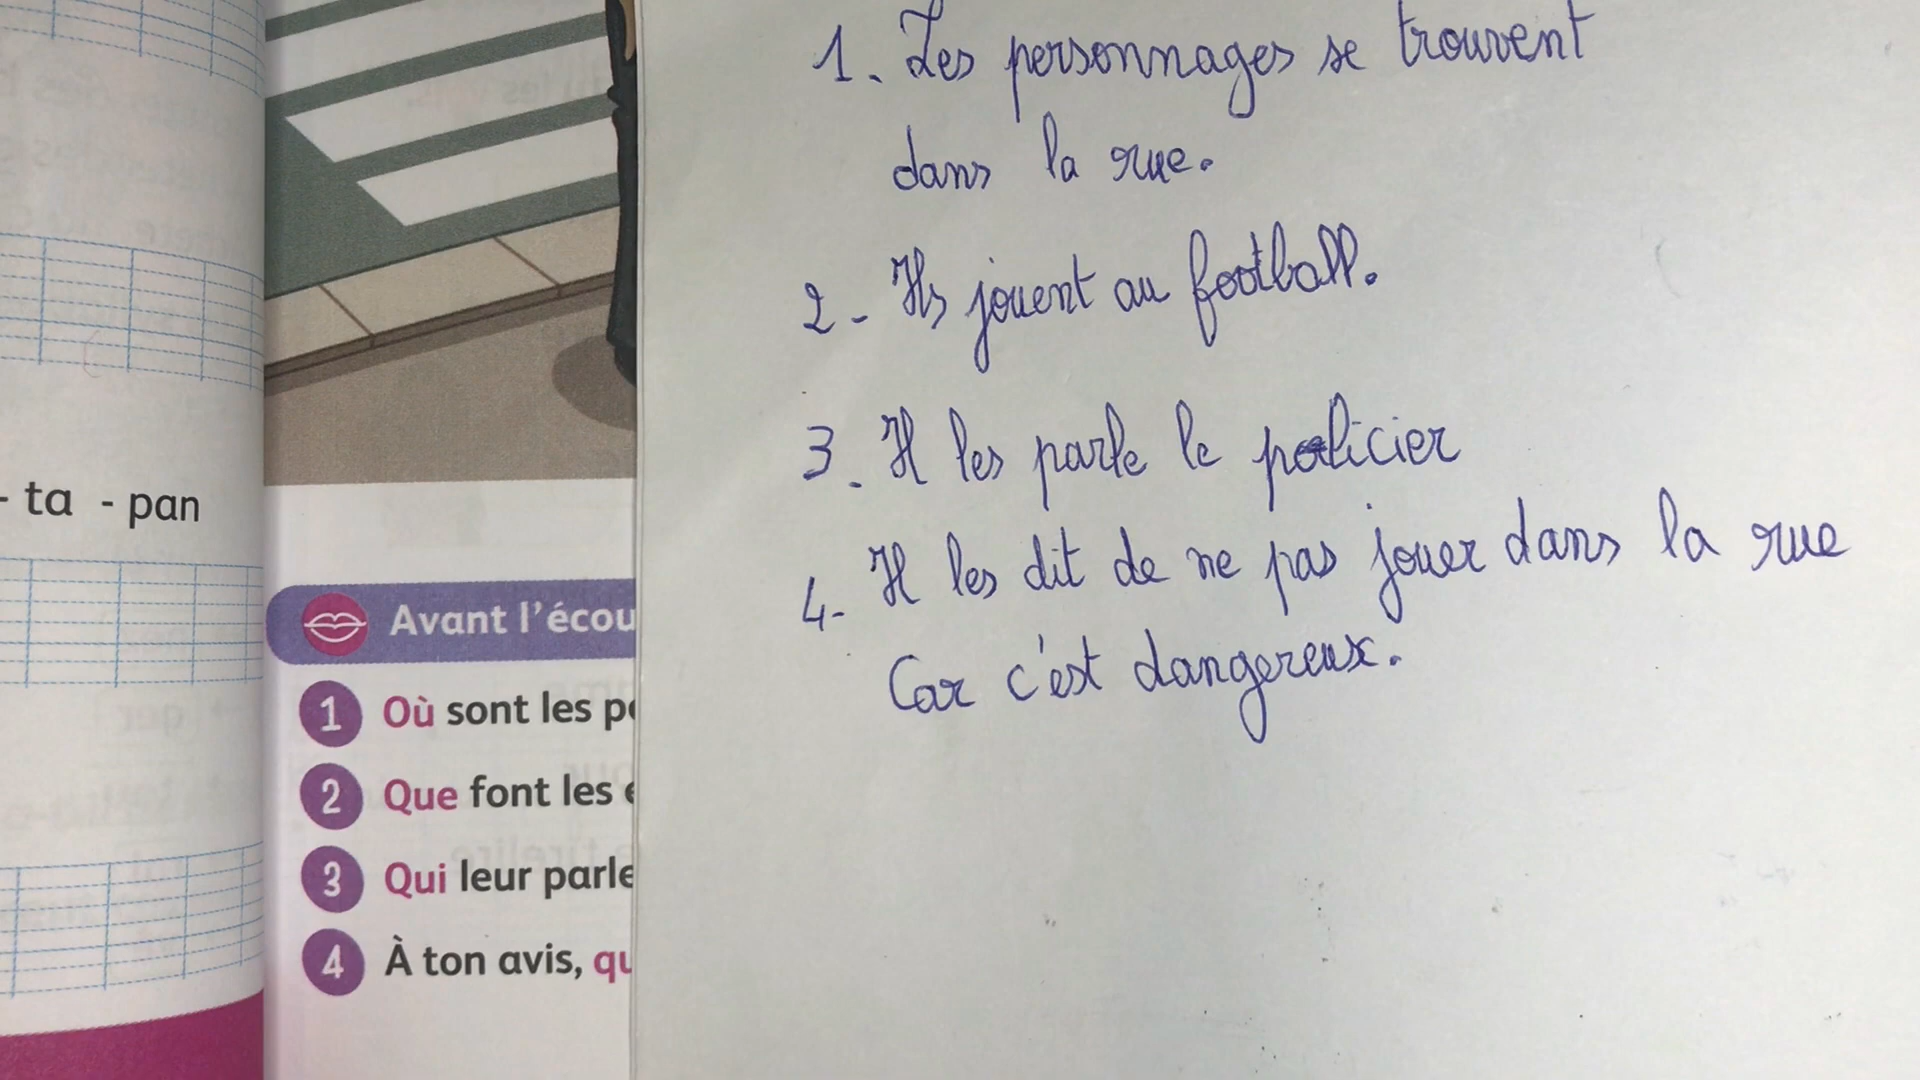 - ta - pan
Avant l'écou
1 Où sont les p
2 Que font les
3 Qui leur parle
4 À ton avis, qu
1. Les personnages se trouvent
dans la rue.
2- Ils jouent au football.
3. Il les parle le policier
4- Il les dit de ne pas jouer dans la rue
Car c'est dangereux.